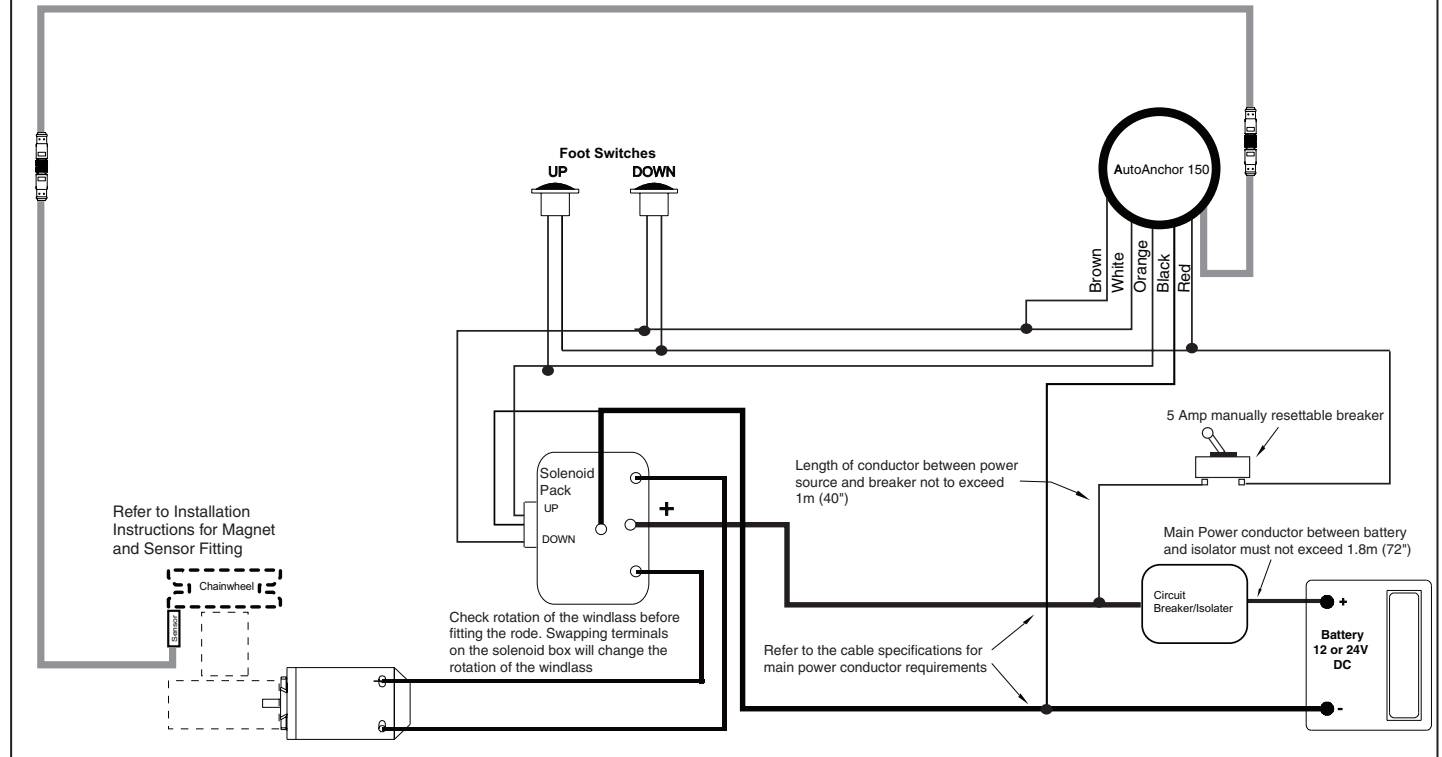 Foot Switches
UP
DOWN
AutoAnchor 150
Brown
White
Orange
Black
Red
5 Amp manually resettable breaker
Length of conductor between power
source and breaker not to exceed
1m (40")
Solenoid
Pack
UP
DOWN
+
Refer to Installation
Instructions for Magnet
and Sensor Fitting
Chainwheel
Sensor
Main Power conductor between battery
and isolator must not exceed 1.8m (72")
Circuit
Breaker/Isolater
+
Battery
12 or 24V
DC
-
Check rotation of the windlass before
fitting the rode. Swapping terminals
on the solenoid box will change the
rotation of the windlass
Refer to the cable specifications for
main power conductor requirements